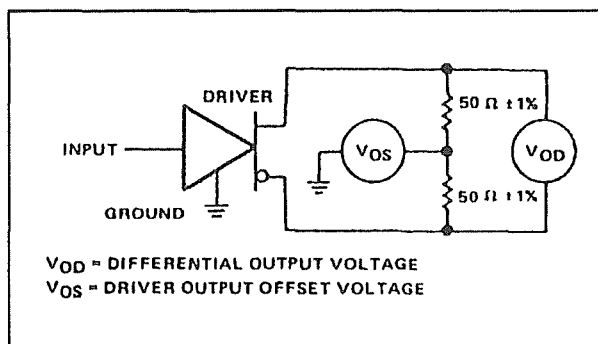 DRIVER
50 Ω ±1%
INPUT
VOS
VOD
50 Ω ±1%
GROUND
VOD = DIFFERENTIAL OUTPUT VOLTAGE
VOS = DRIVER OUTPUT OFFSET VOLTAGE